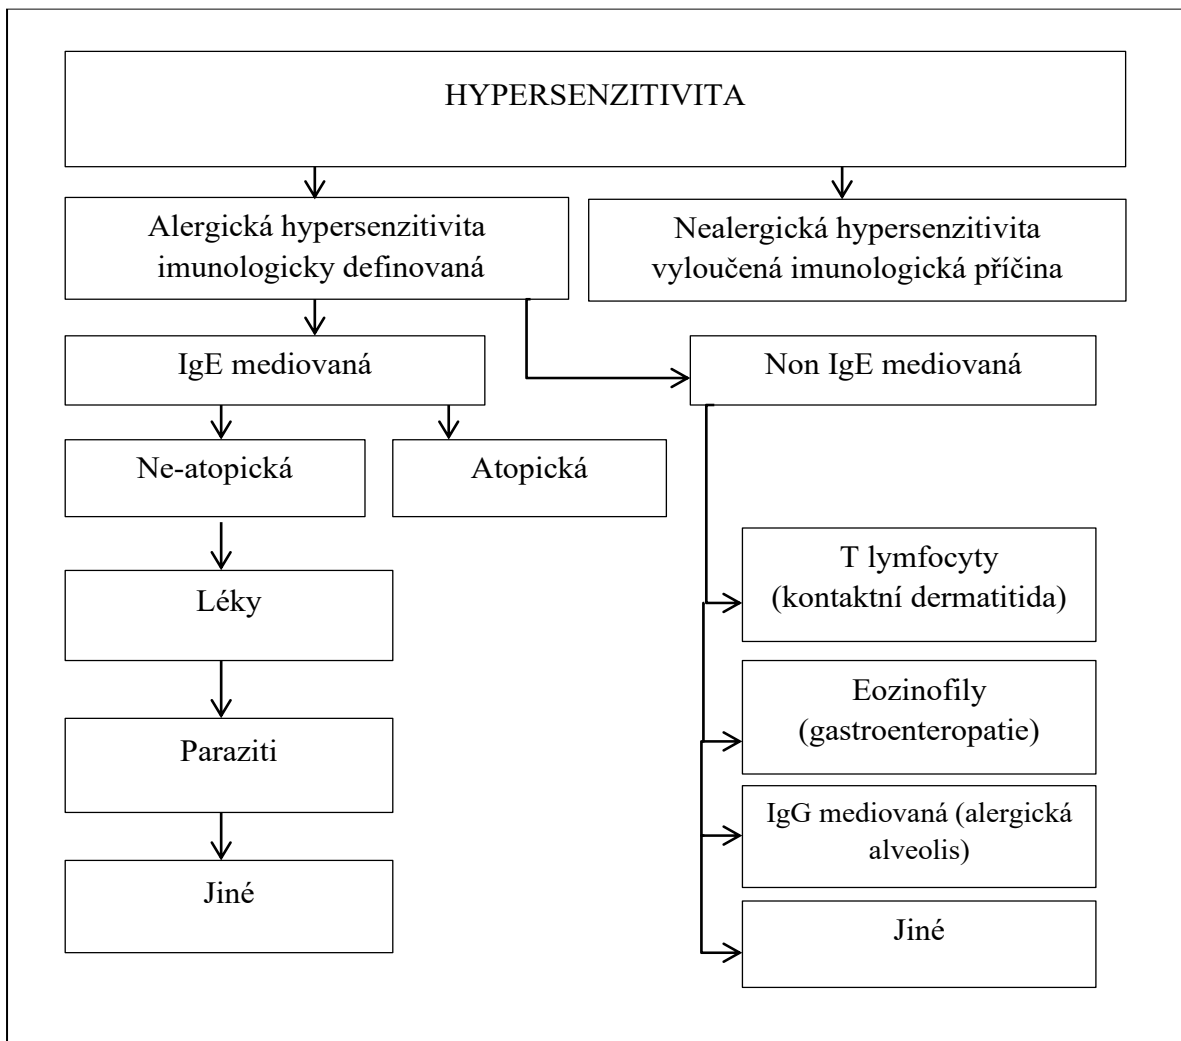 HYPERSENZITIVITA
Alergická hypersenzitivita
imunologicky definovaná
Nealergická hypersenzitivita
vyloučená imunologická příčina
IgE mediovaná
Non IgE mediovaná
Ne-atopická
Atopická
Léky
Paraziti
Jiné
T lymfocyty
(kontaktní dermatitida)
Eozinofily
(gastroenteropatie)
IgG mediovaná (alergická
alveolis)
Jiné